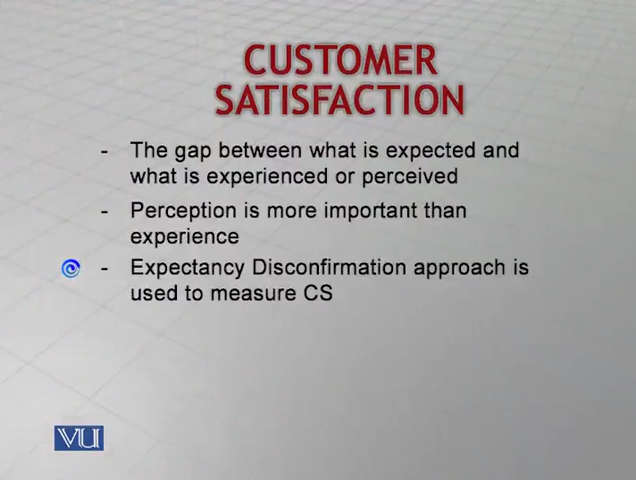 CUSTOMER
SATISFACTION
- The gap between what is expected and
what is experienced or perceived
- Perception is more important than
experience
- Expectancy Disconfirmation approach is
used to measure CS
VU